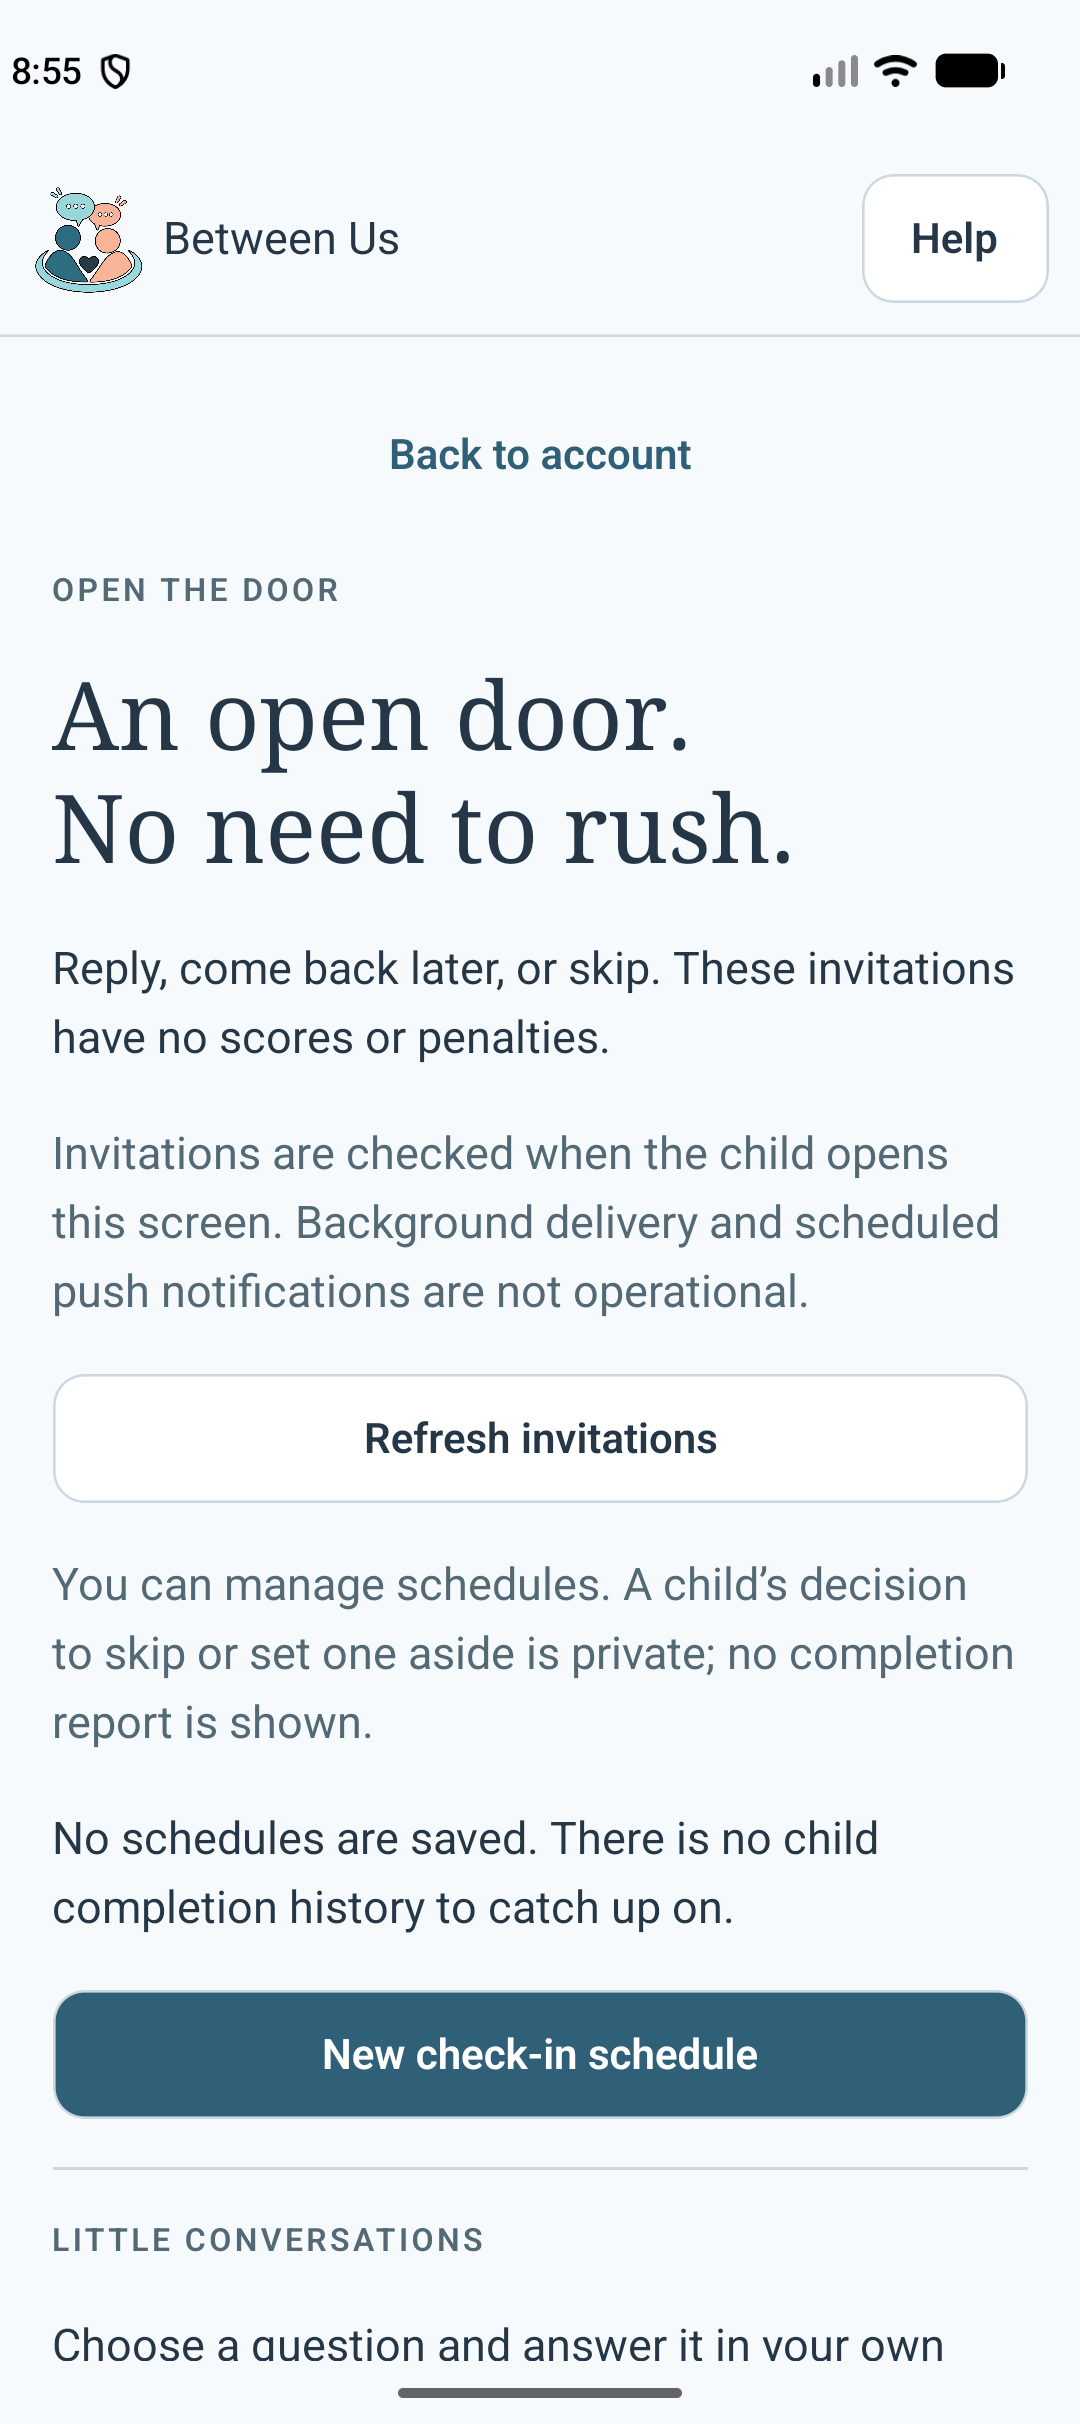 8:55
Between Us
Help
Back to account
OPEN THE DOOR
An open door.
No need to rush.
Reply, come back later, or skip. These invitations
have no scores or penalties.
Invitations are checked when the child opens
this screen. Background delivery and scheduled
push notifications are not operational.
Refresh invitations
You can manage schedules. A child’s decision
to skip or set one aside is private; no completion
report is shown.
No schedules are saved. There is no child
completion history to catch up on.
New check-in schedule
LITTLE CONVERSATIONS
Choose a question and answer it in your own